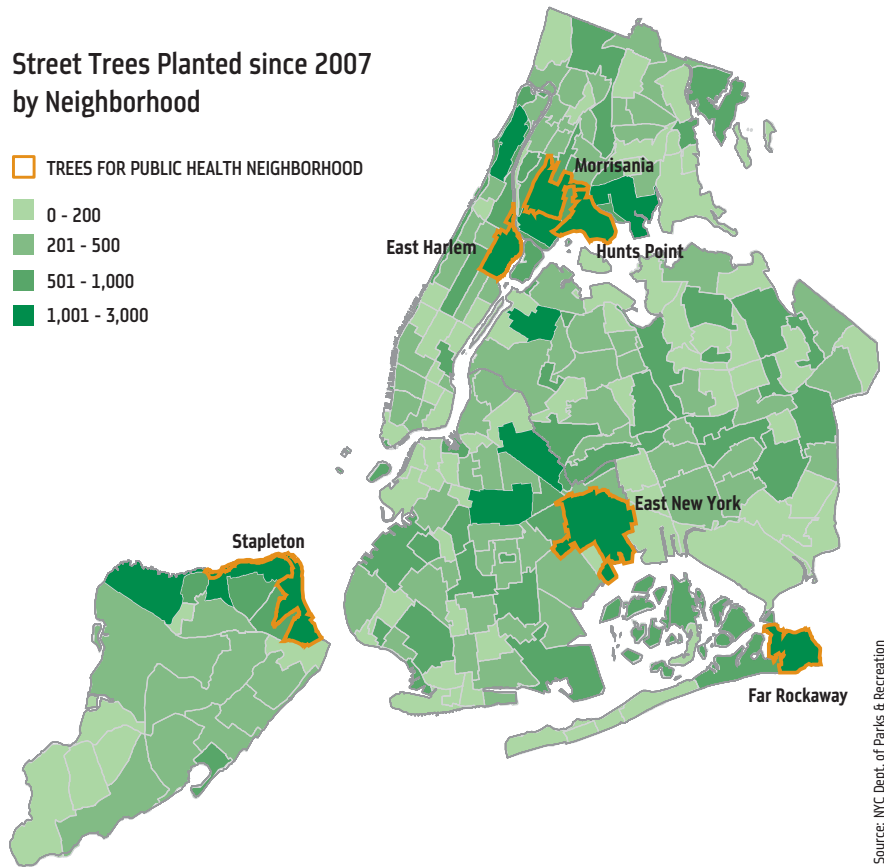 Street Trees Planted since 2007
by Neighborhood
TREES FOR PUBLIC HEALTH NEIGHBORHOOD
0 - 200
201 - 500
501 - 1,000
1,001 - 3,000
Morrisania
East Harlem
Hunts Point
East New York
Stapleton
Far Rockaway
Source: NYC Dept. of Parks & Recreation